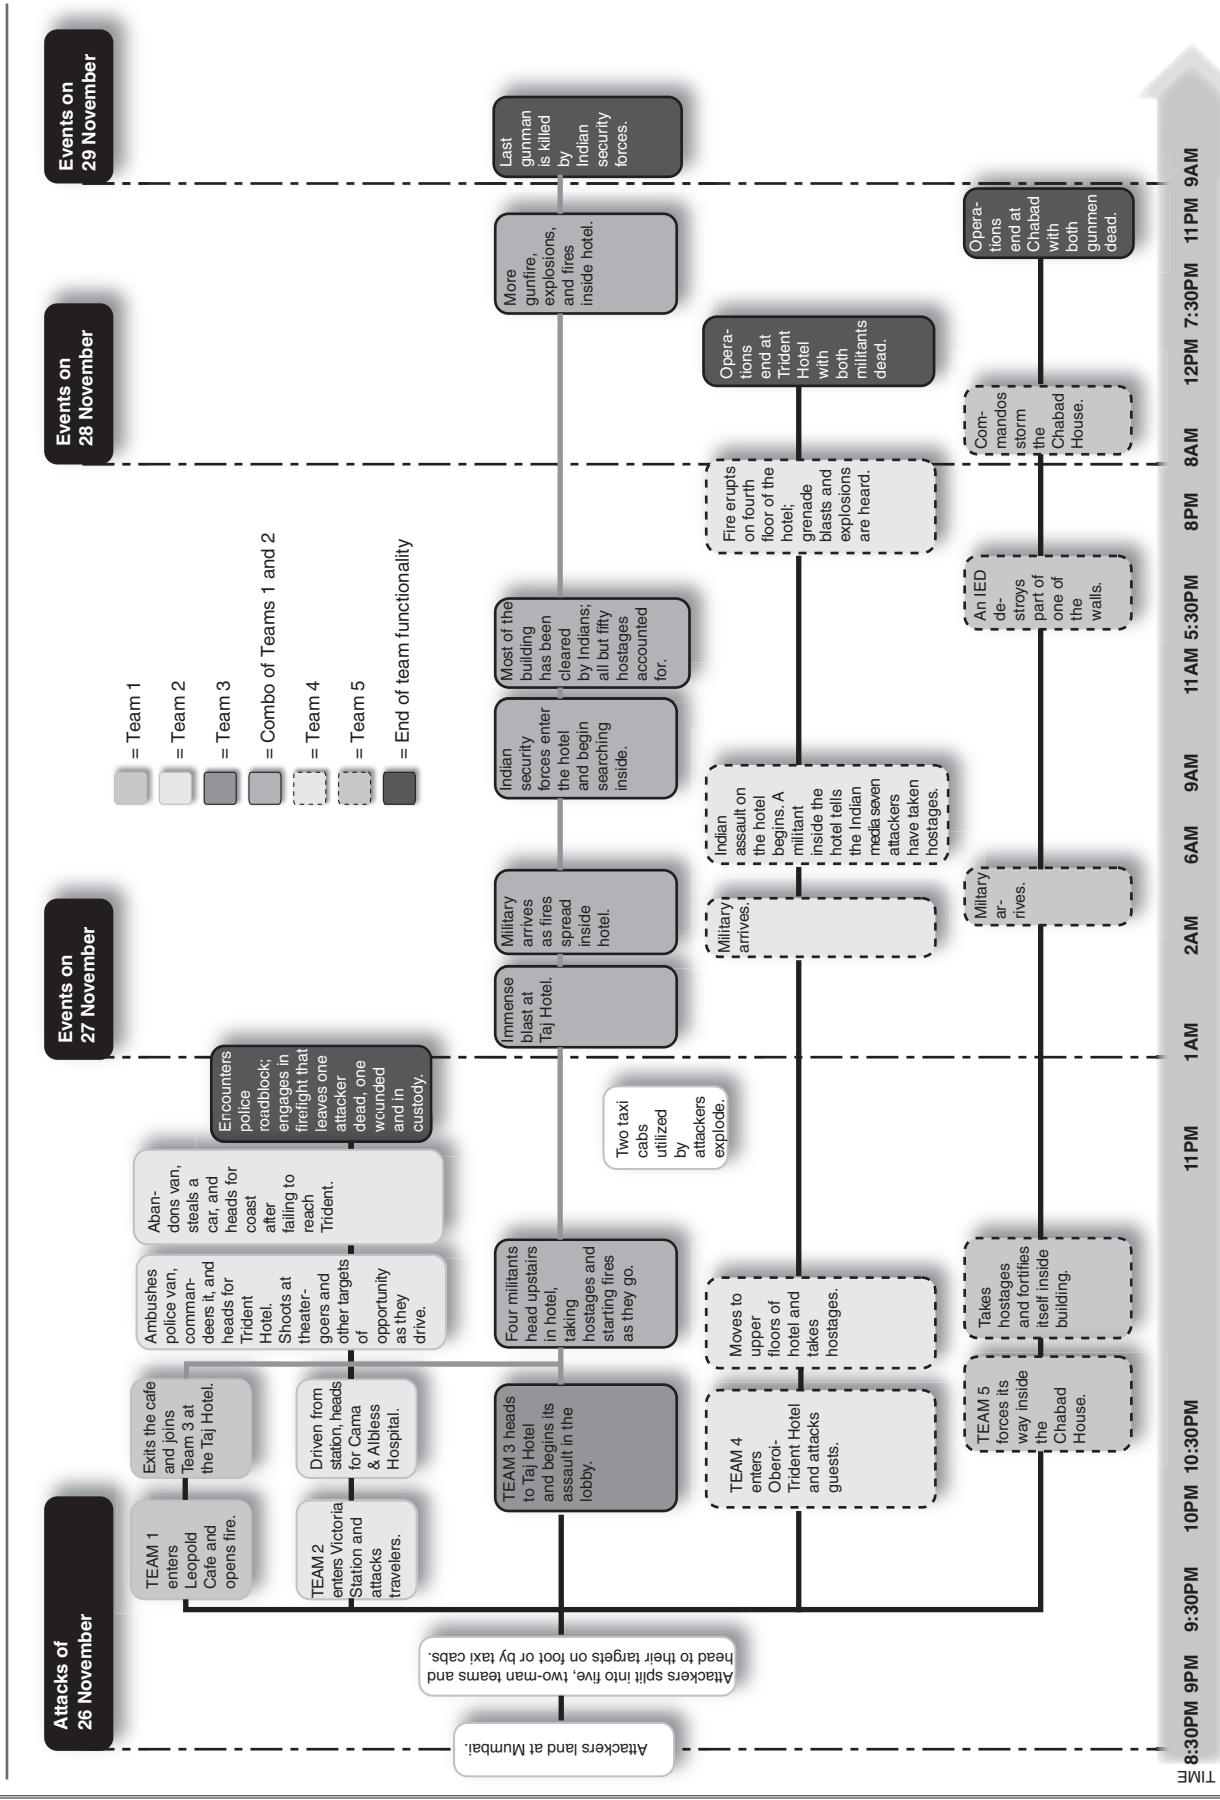 Attacks of
26 November
Events on
27 November
Events on
28 November
Events on
29 November
= Team 1
= Team 2
= Team 3
= Combo of Teams 1 and 2
= Team 4
= Team 5
= End of team functionality
Attackers land at Mumbai.
Attackers split into five, two-man teams and
head to their targets on foot or by taxi cabs.
TEAM 1
enters
Leopold
Cafe and
opens fire.
Exits the cafe
and joins
Team 3 at
the Taj Hotel.
TEAM 2
enters Victoria
Station and
attacks
travelers.
Driven from
station, heads
for Cama
& Albless
Hospital.
Ambushes
police van,
comman-
deers it, and
heads for
Trident
Hotel.
Shoots at
theater-
goers and
other targets
of
opportunity
as they
drive.
Aban-
dons van,
steals a
car, and
heads for
coast
after
failing to
reach
Trident.
Encounters
police
roadblock;
engages in
firefight that
leaves one
attacker
dead, one
wounded
and in
custody.
TEAM 3 heads
to Taj Hotel
and begins its
assault in the
lobby.
Four militants
head upstairs
in hotel,
taking
hostages and
starting fires
as they go.
Two taxi
cabs
utilized
by
attackers
explode.
Immense
blast at
Taj Hotel.
Military
arrives
as fires
spread
inside
hotel.
Indian
security
forces enter
the hotel
and begin
searching
inside.
Most of the
building
has been
cleared
by Indians;
all but fifty
hostages
accounted
for.
More
gunfire,
explosions,
and fires
inside hotel.
Last
gunman
is killed
by
Indian
security
forces.
TEAM 4
enters
Oberoi-
Trident Hotel
and attacks
guests.
Moves to
upper
floors of
hotel and
takes
hostages.
Military
arrives.
Indian
assault on
the hotel
begins. A
militant
inside the
hotel tells
the Indian
media seven
attackers
have taken
hostages.
Fire erupts
on fourth
floor of the
hotel;
grenade
blasts and
explosions
are heard.
Opera-
tions
end at
Trident
Hotel
with
both
militants
dead.
TEAM 5
forces its
way inside
the
Chabad
House.
Takes
hostages
and fortifies
itself inside
building.
Miltary
ar-
rives.
An IED
de-
stroys
part of
one of
the
walls.
Com-
mandos
storm
the
Chabad
House.
Opera-
tions
end at
Chabad
with
both
gunmen
dead.
TIME
8:30PM 9PM 9:30PM 10PM 10:30PM 11PM 1AM 2AM 6AM 9AM 11AM 5:30PM 8PM 8AM 12PM 7:30PM 11PM 9AM